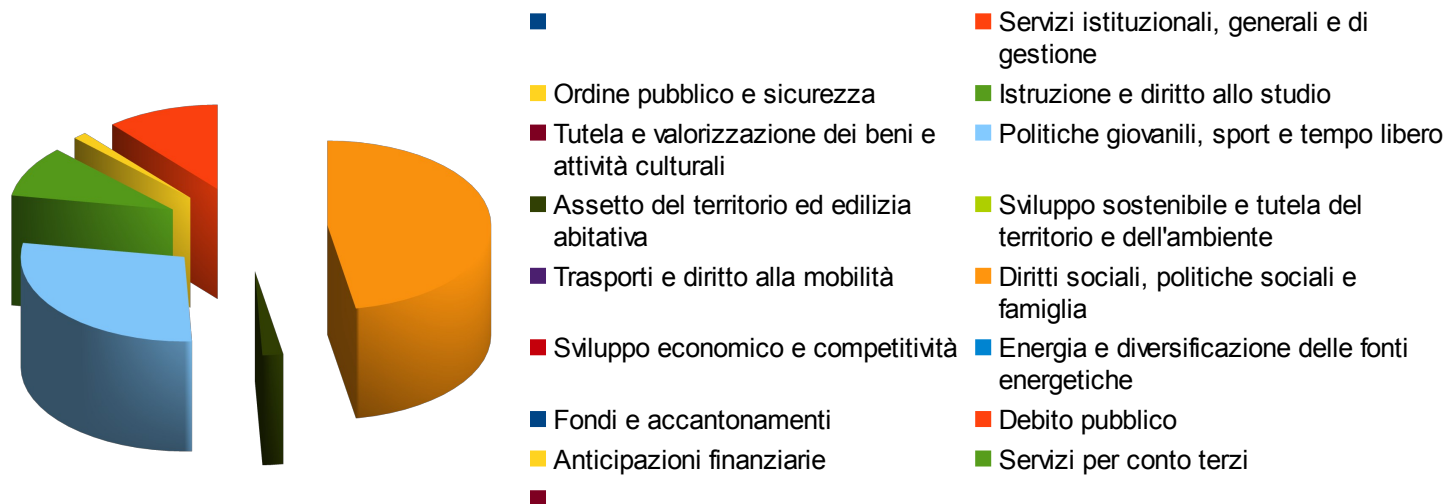 Servizi istituzionali, generali e di
gestione
Ordine pubblico e sicurezza
Istruzione e diritto allo studio
Tutela e valorizzazione dei beni e
attività culturali
Politiche giovanili, sport e tempo libero
Assetto del territorio ed edilizia
abitativa
Sviluppo sostenibile e tutela del
territorio e dell'ambiente
Trasporti e diritto alla mobilità
Diritti sociali, politiche sociali e
famiglia
Sviluppo economico e competitività
Energia e diversificazione delle fonti
energetiche
Fondi e accantonamenti
Debito pubblico
Anticipazioni finanziarie
Servizi per conto terzi